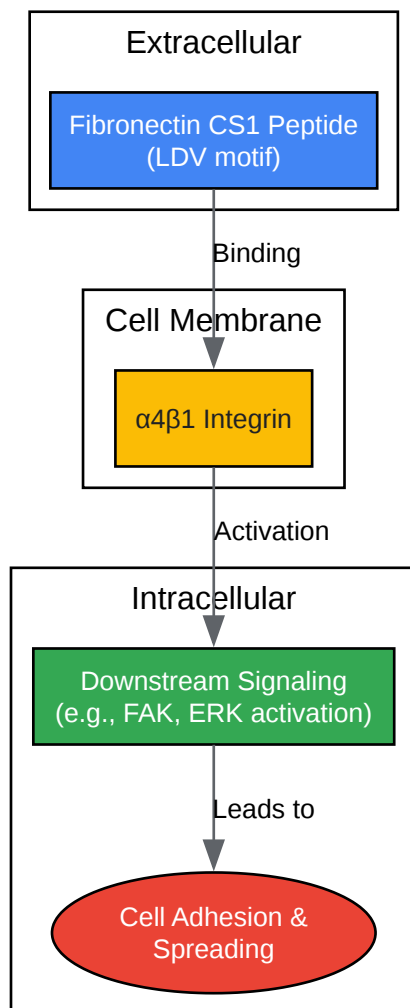 Extracellular
Fibronectin CS1 Peptide
(LDV motif)
Binding
Cell Membrane
α4β1 Integrin
Activation
Intracellular
Downstream Signaling
(e.g., FAK, ERK activation)
Leads to
Cell Adhesion &
Spreading